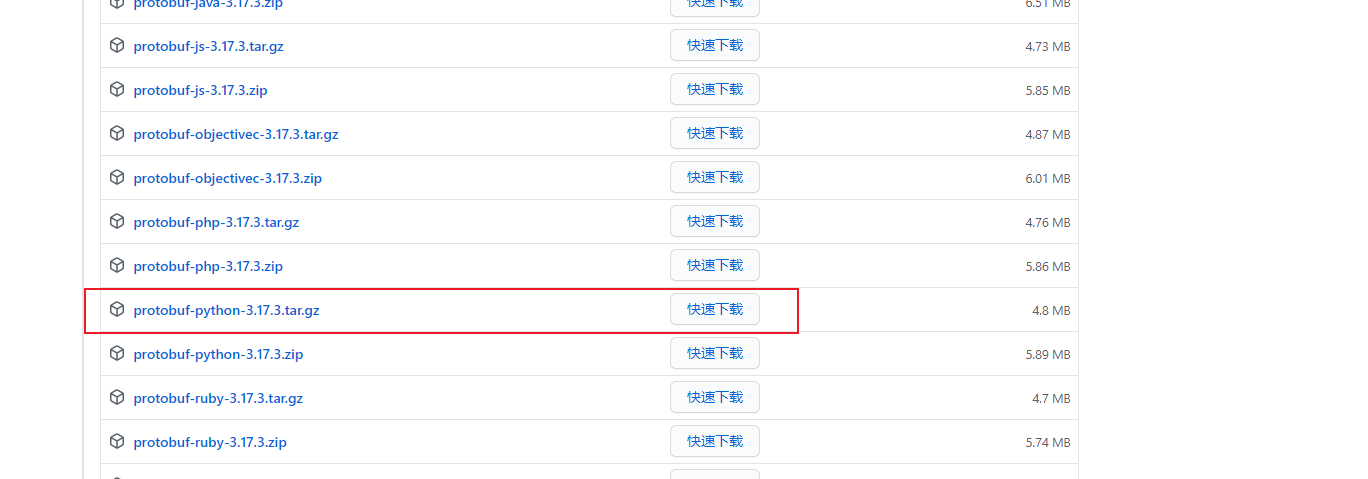 protobuf-java-3.17.3.zip 快速下载 6.51 MB
protobuf-js-3.17.3.tar.gz 快速下载 4.73 MB
protobuf-js-3.17.3.zip 快速下载 5.85 MB
protobuf-objectivec-3.17.3.tar.gz 快速下载 4.87 MB
protobuf-objectivec-3.17.3.zip 快速下载 6.01 MB
protobuf-php-3.17.3.tar.gz 快速下载 4.76 MB
protobuf-php-3.17.3.zip 快速下载 5.86 MB
protobuf-python-3.17.3.tar.gz 快速下载 4.8 MB
protobuf-python-3.17.3.zip 快速下载 5.89 MB
protobuf-ruby-3.17.3.tar.gz 快速下载 4.7 MB
protobuf-ruby-3.17.3.zip 快速下载 5.74 MB